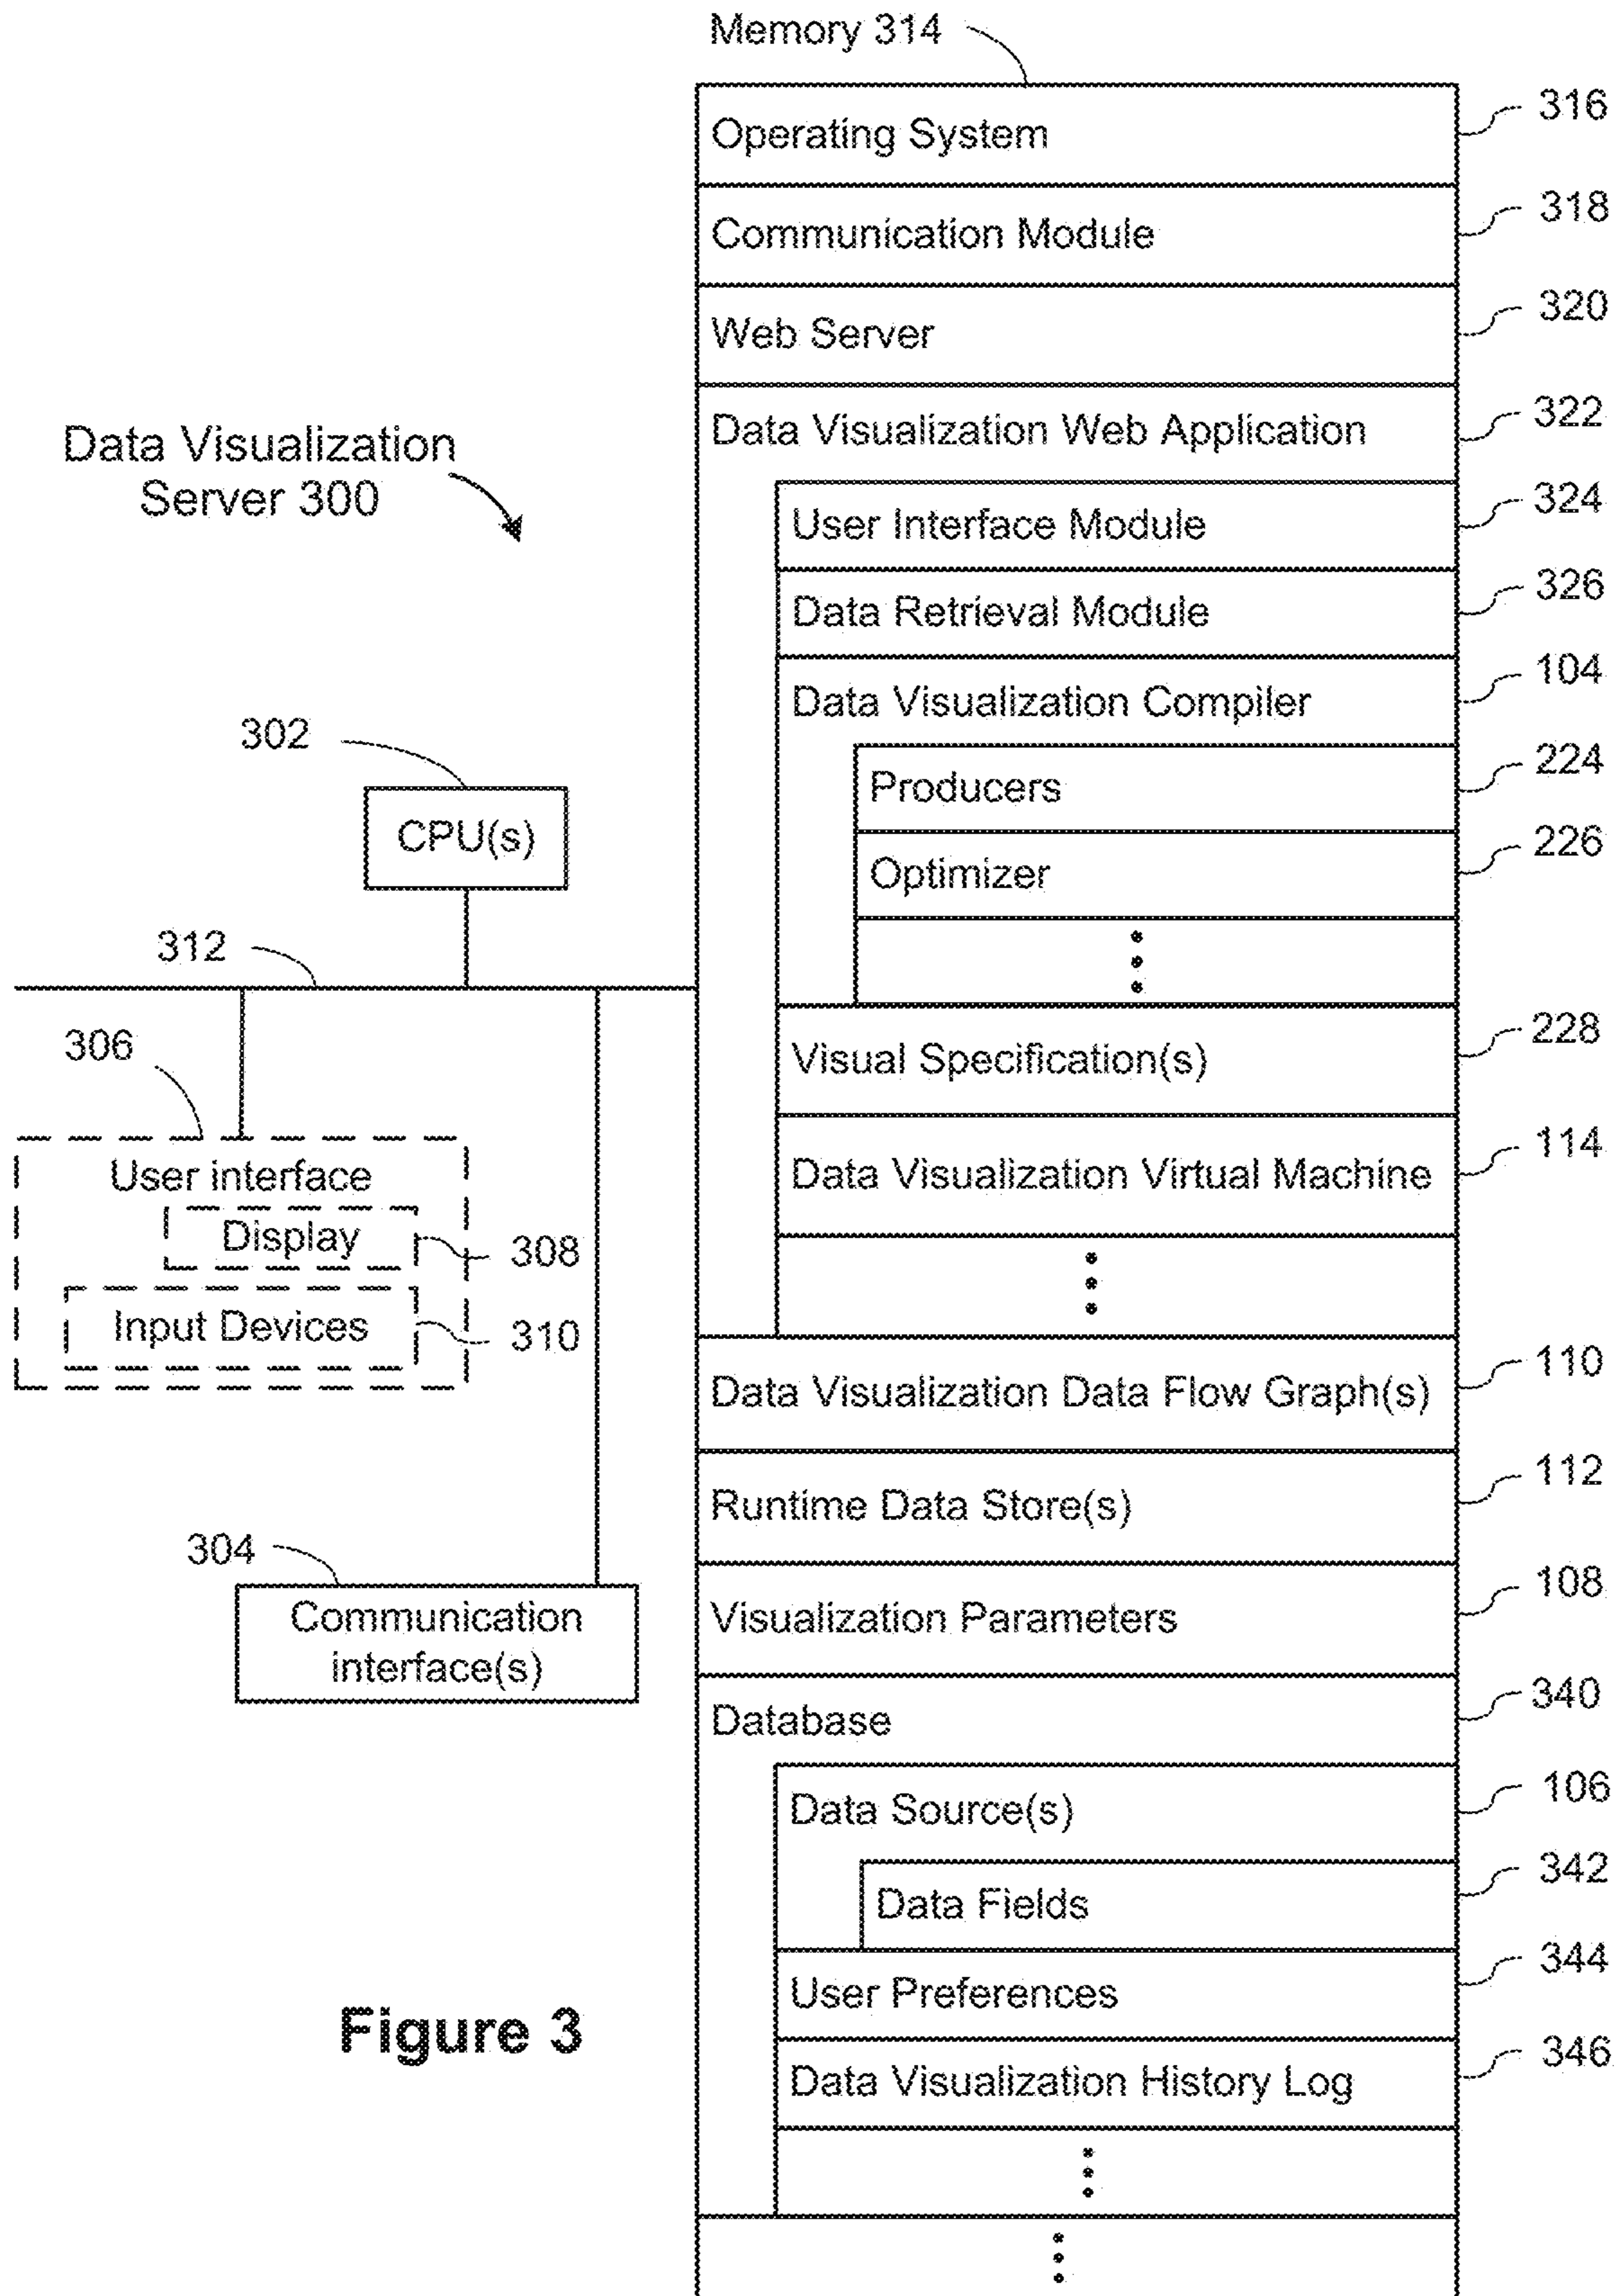 Memory 314
Operating System 316
Communication Module 318
Web Server 320
Data Visualization Web Application 322
Data Visualization
Server 300
User Interface Module 324
Data Retrieval Module 326
Data Visualization Compiler 104
Producers 224
Optimizer 226
302
CPU(s)
312
Visual Specification(s) 228
Data Visualization Virtual Machine 114
306
User interface
Display 308
Input Devices 310
Data Visualization Data Flow Graph(s) 110
Runtime Data Store(s) 112
304
Communication
interface(s)
Visualization Parameters 108
Database 340
Data Source(s) 106
Data Fields 342
User Preferences 344
Data Visualization History Log 346
Figure 3